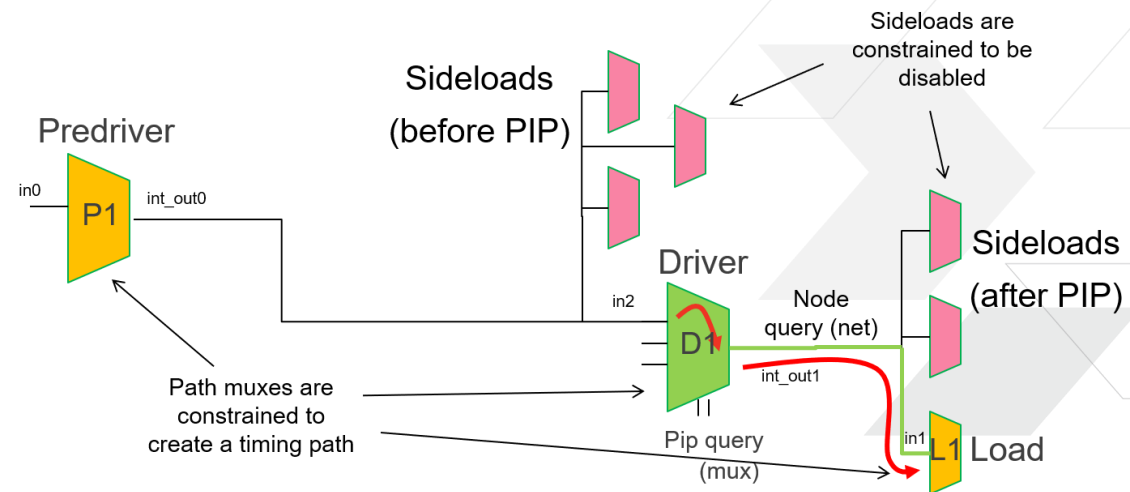 Sideloads are
constrained to be
disabled
Sideloads
(before PIP)
Predriver
in0
P1
int_out0
Sideloads
(after PIP)
Driver
in2
D1
Node
query (net)
int_out1
Path muxes are
constrained to
create a timing path
Pip query
(mux)
in1
L1
Load